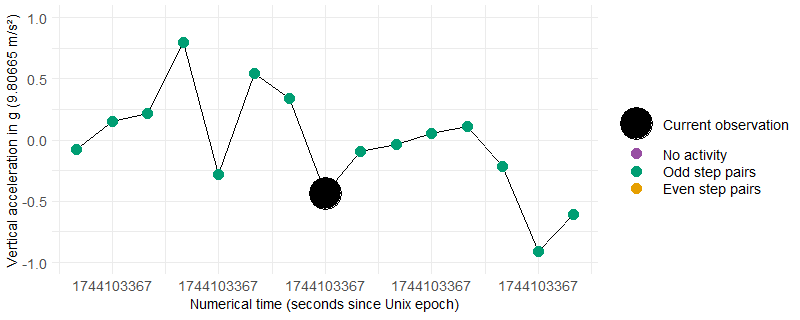 Vertical acceleration in g (9.80665 m/s²)
1.0
0.5
0.0
-0.5
-1.0
1744103367 1744103367 1744103367 1744103367 1744103367
Numerical time (seconds since Unix epoch)
Current observation
No activity
Odd step pairs
Even step pairs